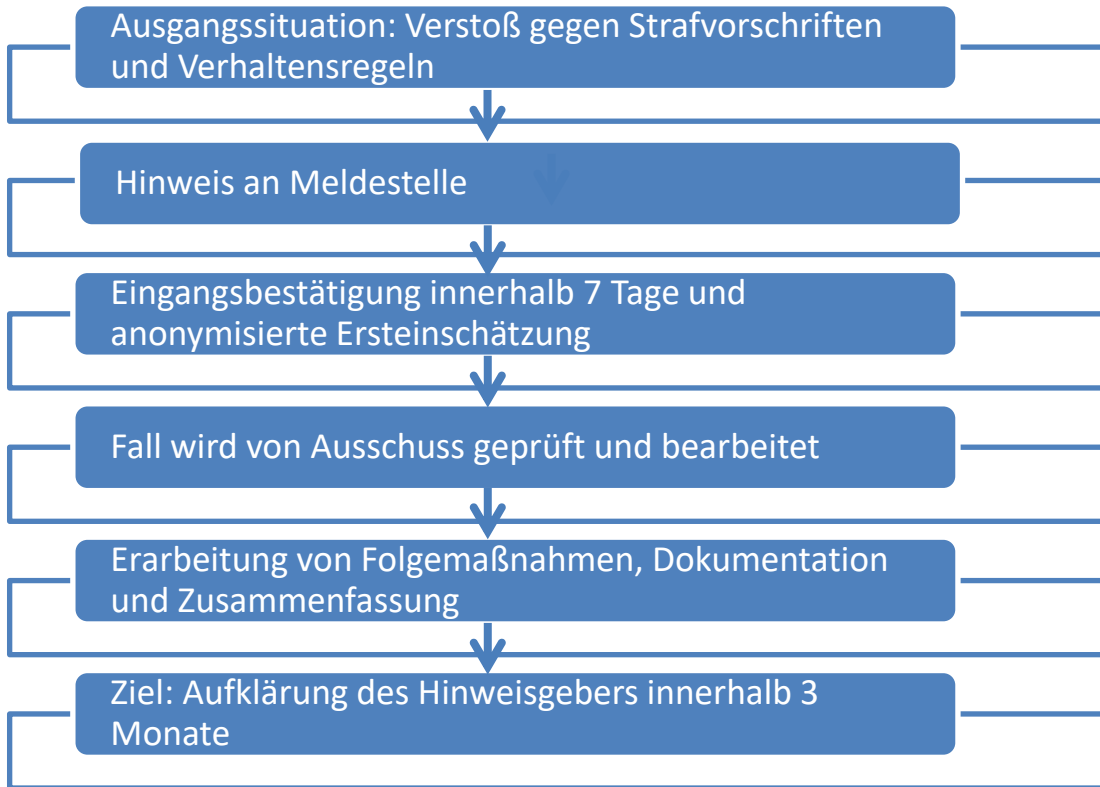 Ausgangssituation: Verstoß gegen Strafvorschriften
und Verhaltensregeln
Hinweis an Meldestelle
Eingangsbestätigung innerhalb 7 Tage und
anonymisierte Ersteinschätzung
Fall wird von Ausschuss geprüft und bearbeitet
Erarbeitung von Folgemaßnahmen, Dokumentation
und Zusammenfassung
Ziel: Aufklärung des Hinweisgebers innerhalb 3
Monate